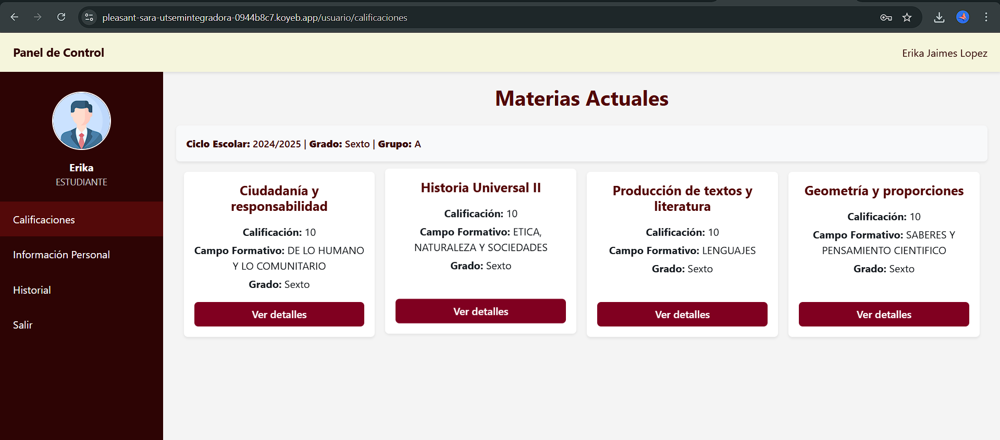 pleasant-sara-utsemintegradora-0944b8c7.koyeb.app/usuario/calificaciones
Panel de Control
Erika Jaimes Lopez
Erika
ESTUDIANTE
Calificaciones
Información Personal
Historial
Salir
Materias Actuales
Ciclo Escolar: 2024/2025 | Grado: Sexto | Grupo: A
Ciudadanía y
responsabilidad
Calificación: 10
Campo Formativo: DE LO HUMANO
Y LO COMUNITARIO
Grado: Sexto
Ver detalles
Historia Universal II
Calificación: 10
Campo Formativo: ETICA,
NATURALEZA Y SOCIEDADES
Grado: Sexto
Ver detalles
Producción de textos y
literatura
Calificación: 10
Campo Formativo: LENGUAJES
Grado: Sexto
Ver detalles
Geometría y proporciones
Calificación: 10
Campo Formativo: SABERES Y
PENSAMIENTO CIENTIFICO
Grado: Sexto
Ver detalles